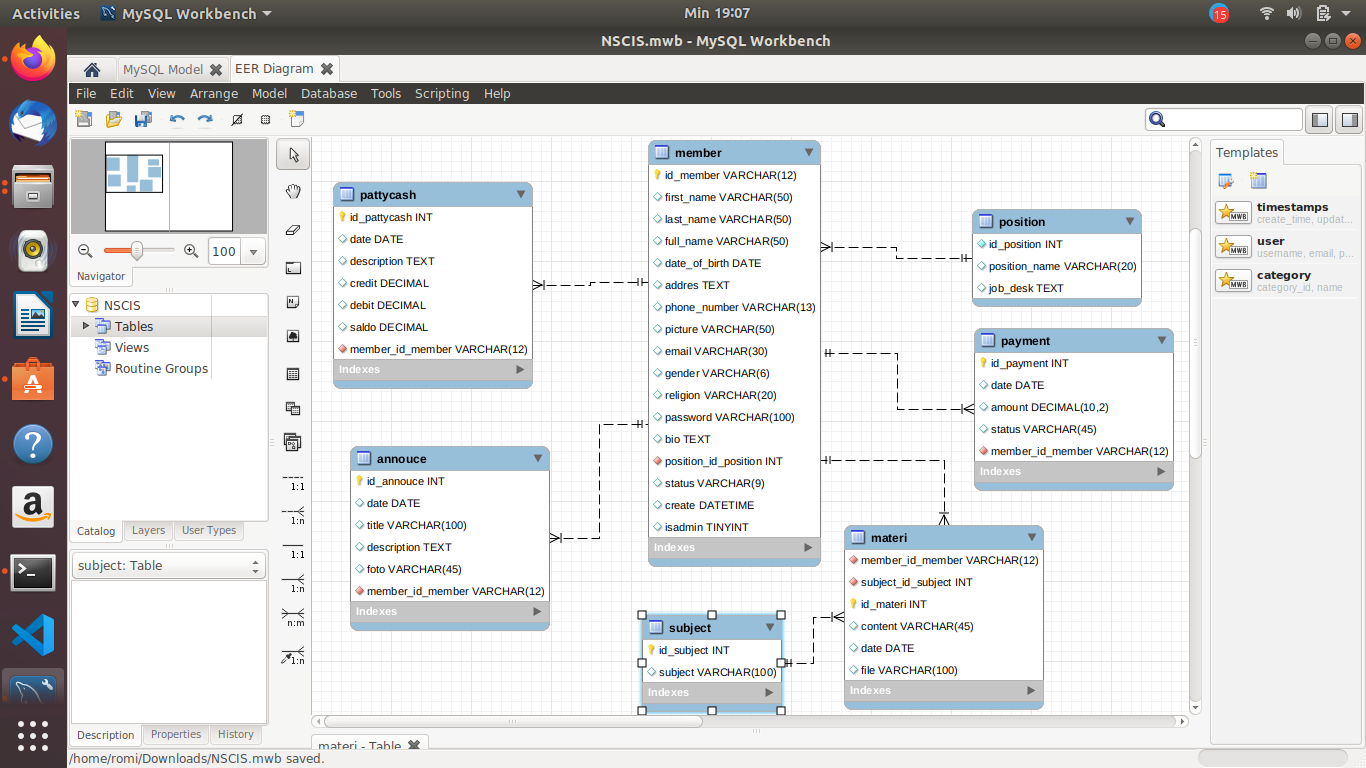 Activities
MySQL Workbench
Min 19:07
15
NSCIS.mwb - MySQL Workbench
MySQL Model
EER Diagram
File Edit View Arrange Model Database Tools Scripting Help
100
Navigator
NSCIS
Tables
Views
Routine Groups
Catalog Layers User Types
subject: Table
Description Properties History
1:1
1:n
1:1
1:n
n:m
1:n
pattycash
id_pattycash INT
date DATE
description TEXT
credit DECIMAL
debit DECIMAL
saldo DECIMAL
member_id_member VARCHAR(12)
Indexes
annouce
id_annouce INT
date DATE
title VARCHAR(100)
description TEXT
foto VARCHAR(45)
member_id_member VARCHAR(12)
Indexes
member
id_member VARCHAR(12)
first_name VARCHAR(50)
last_name VARCHAR(50)
full_name VARCHAR(50)
date_of_birth DATE
addres TEXT
phone_number VARCHAR(13)
picture VARCHAR(50)
email VARCHAR(30)
gender VARCHAR(6)
religion VARCHAR(20)
password VARCHAR(100)
bio TEXT
position_id_position INT
status VARCHAR(9)
create DATETIME
isadmin TINYINT
Indexes
subject
id_subject INT
subject VARCHAR(100)
Indexes
position
id_position INT
position_name VARCHAR(20)
job_desk TEXT
payment
id_payment INT
date DATE
amount DECIMAL(10,2)
status VARCHAR(45)
member_id_member VARCHAR(12)
Indexes
materi
member_id_member VARCHAR(12)
subject_id_subject INT
id_materi INT
content VARCHAR(45)
date DATE
file VARCHAR(100)
Indexes
Templates
MWB
timestamps
create_time, updat...
MWB
user
username, email, p...
MWB
category
category_id, name
materi - Table
/home/romi/Downloads/NSCIS.mwb saved.